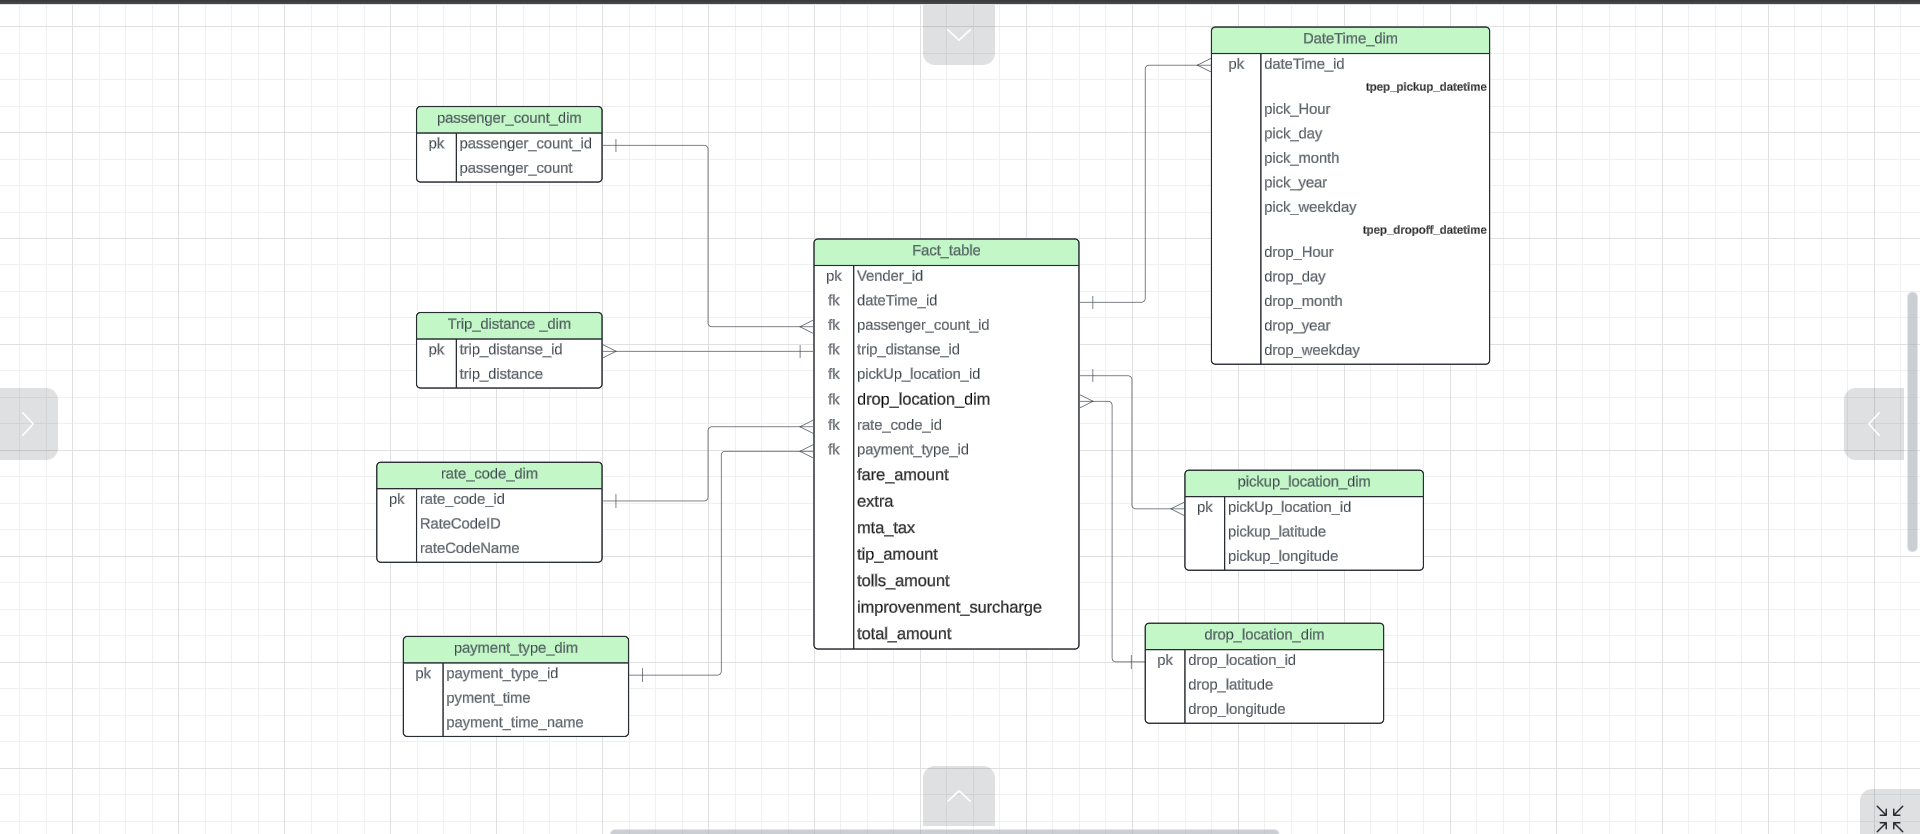 passenger_count_dim
pk passenger_count_id
passenger_count
Trip_distance _dim
pk trip_distanse_id
trip_distance
rate_code_dim
pk rate_code_id
RateCodeID
rateCodeName
payment_type_dim
pk payment_type_id
pyment_time
payment_time_name
Fact_table
pk Vender_id
fk dateTime_id
fk passenger_count_id
fk trip_distanse_id
fk pickUp_location_id
fk drop_location_dim
fk rate_code_id
fk payment_type_id
fare_amount
extra
mta_tax
tip_amount
tolls_amount
improvenment_surcharge
total_amount
DateTime_dim
pk dateTime_id
tpep_pickup_datetime
pick_Hour
pick_day
pick_month
pick_year
pick_weekday
tpep_dropoff_datetime
drop_Hour
drop_day
drop_month
drop_year
drop_weekday
pickup_location_dim
pk pickUp_location_id
pickup_latitude
pickup_longitude
drop_location_dim
pk drop_location_id
drop_latitude
drop_longitude